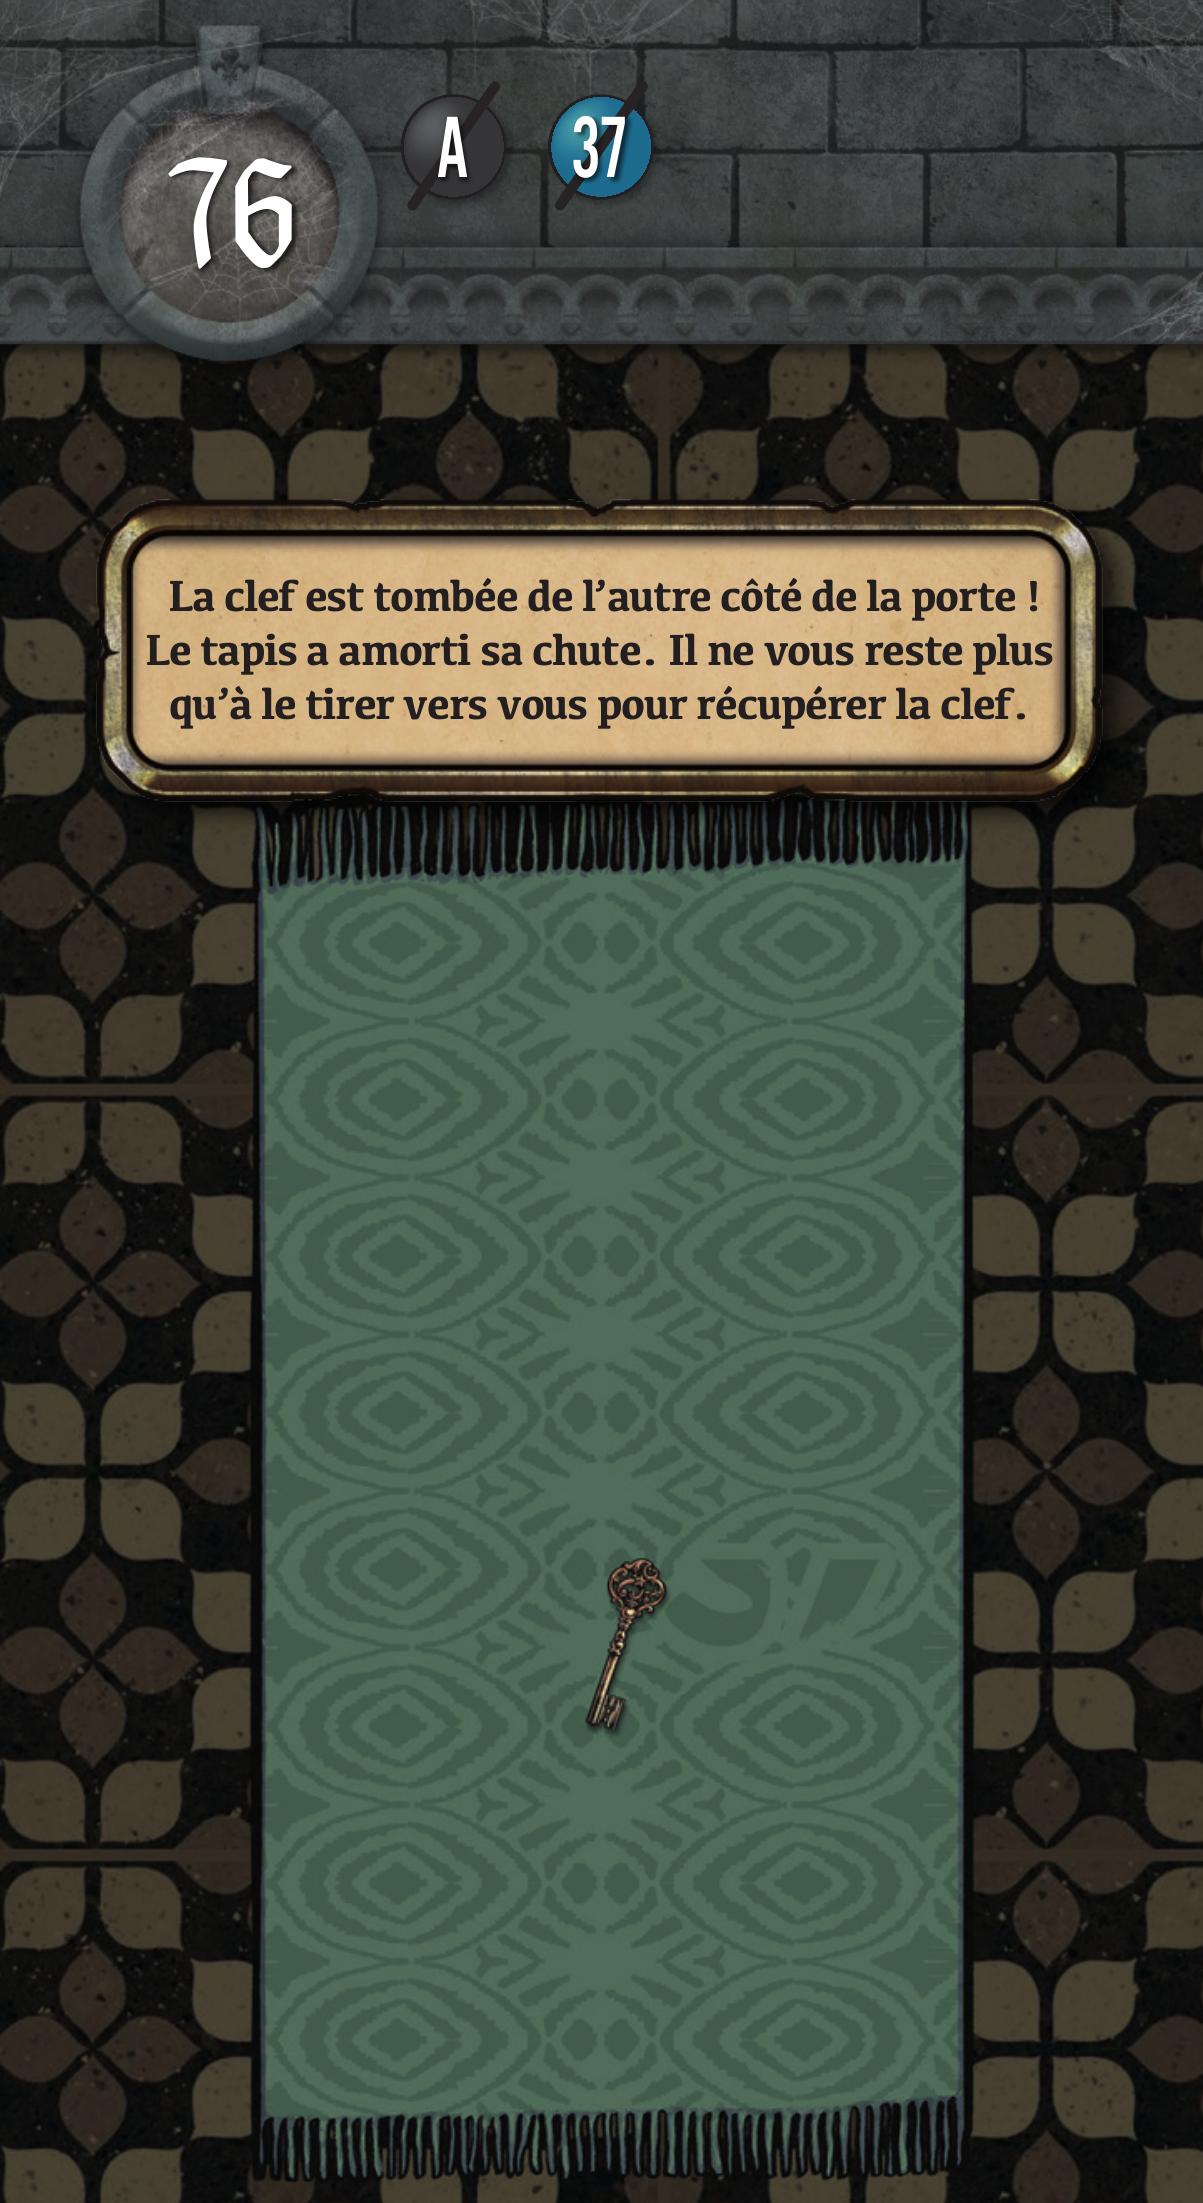 76
A
37
La clef est tombée de l'autre côté de la porte !
Le tapis a amorti sa chute. Il ne vous reste plus
qu'à le tirer vers vous pour récupérer la clef.